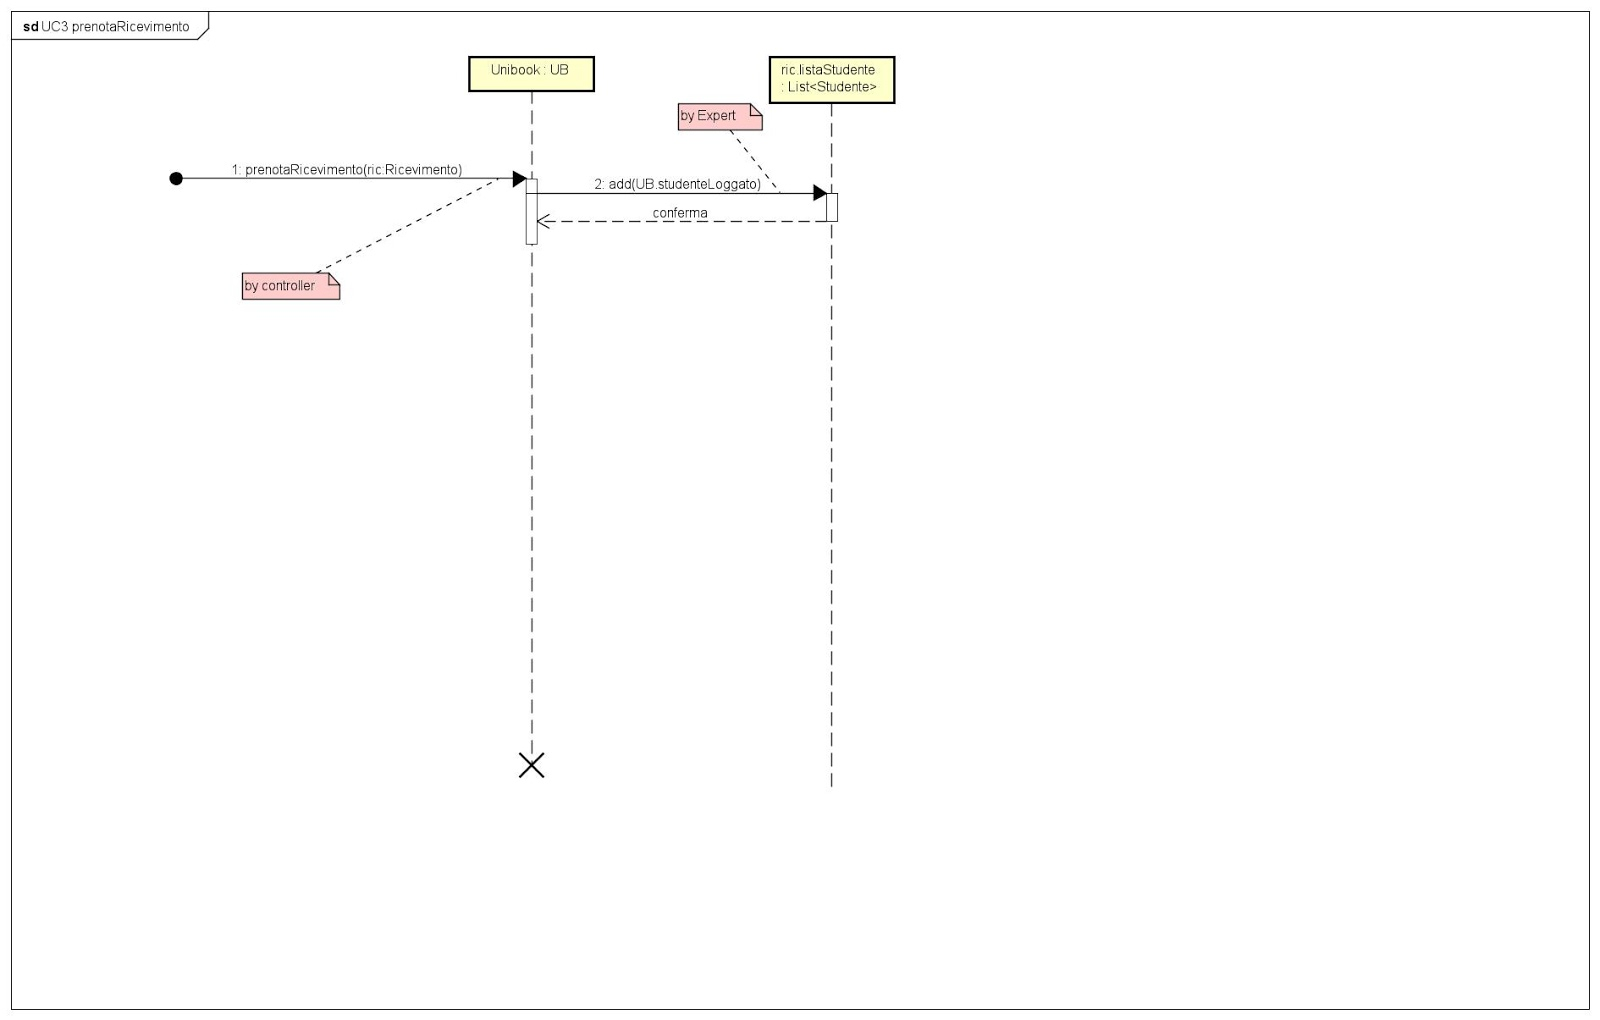 sd UC3 prenotaRicevimento
Unibook : UB
ric.listaStudente
: List<Studente>
by Expert
1: prenotaRicevimento(ric:Ricevimento)
2: add(UB.studenteLoggato)
conferma
by controller